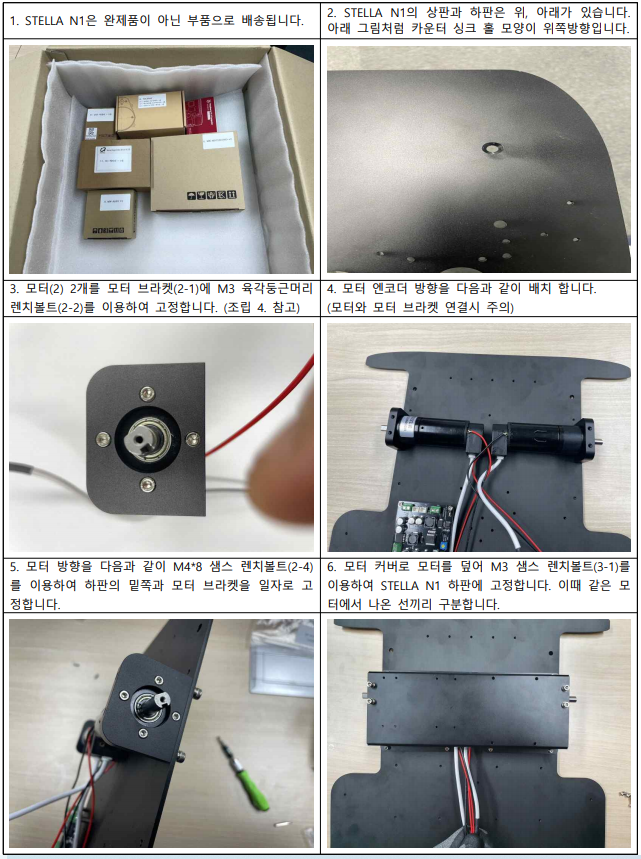 1. STELLA N1은 완제품이 아닌 부품으로 배송됩니다.
2. STELLA N1의 상판과 하판은 위, 아래가 있습니다.
아래 그림처럼 카운터 싱크 홀 모양이 위쪽방향입니다.
3. 모터(2) 2개를 모터 브라켓(2-1)에 M3 육각둥근머리
렌치볼트(2-2)를 이용하여 고정합니다. (조립 4. 참고)
4. 모터 엔코더 방향을 다음과 같이 배치 합니다.
(모터와 모터 브라켓 연결시 주의)
5. 모터 방향을 다음과 같이 M4*8 샘스 렌치볼트(2-4)
를 이용하여 하판의 밑쪽과 모터 브라켓을 일자로 고
정합니다.
6. 모터 커버로 모터를 덮어 M3 샘스 렌치볼트(3-1)를
이용하여 STELLA N1 하판에 고정합니다. 이때 같은 모
터에서 나온 선끼리 구분합니다.